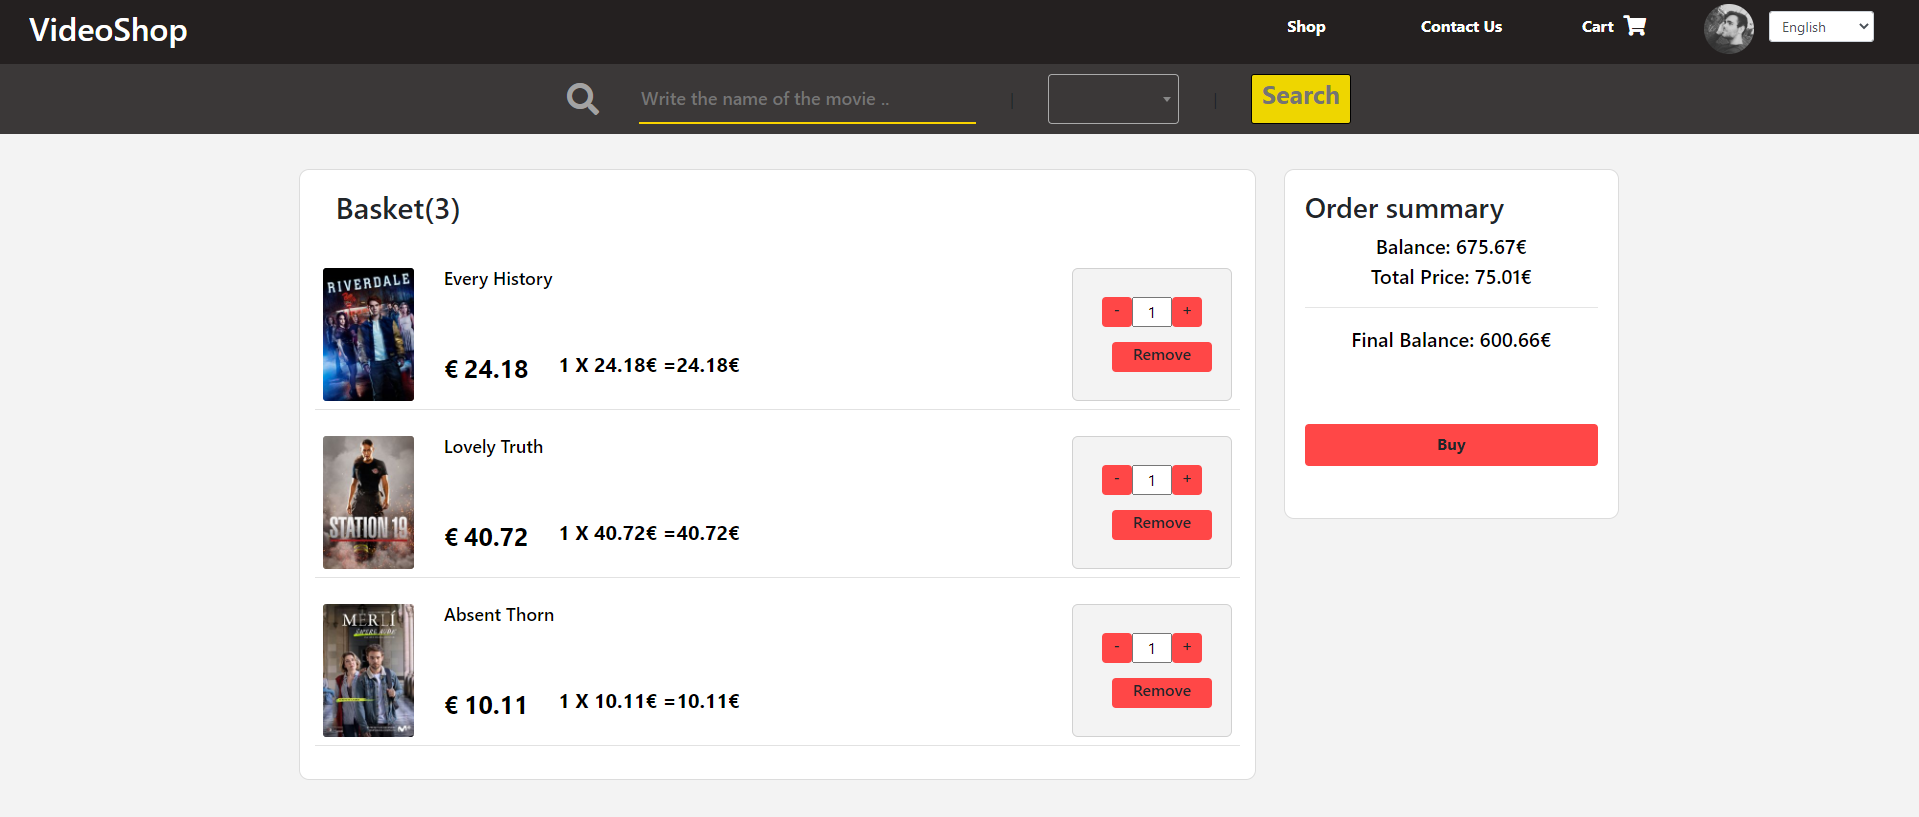 VideoShop
Shop
Contact Us
Cart
English
Write the name of the movie ..
|
|
Search
Basket(3)
RIVERDALE
Every History
€ 24.18
1 X 24.18€ =24.18€
-
1
+
Remove
STATION 19
Lovely Truth
€ 40.72
1 X 40.72€ =40.72€
-
1
+
Remove
MERLÍ
Absent Thorn
€ 10.11
1 X 10.11€ =10.11€
-
1
+
Remove
Order summary
Balance: 675.67€
Total Price: 75.01€
Final Balance: 600.66€
Buy